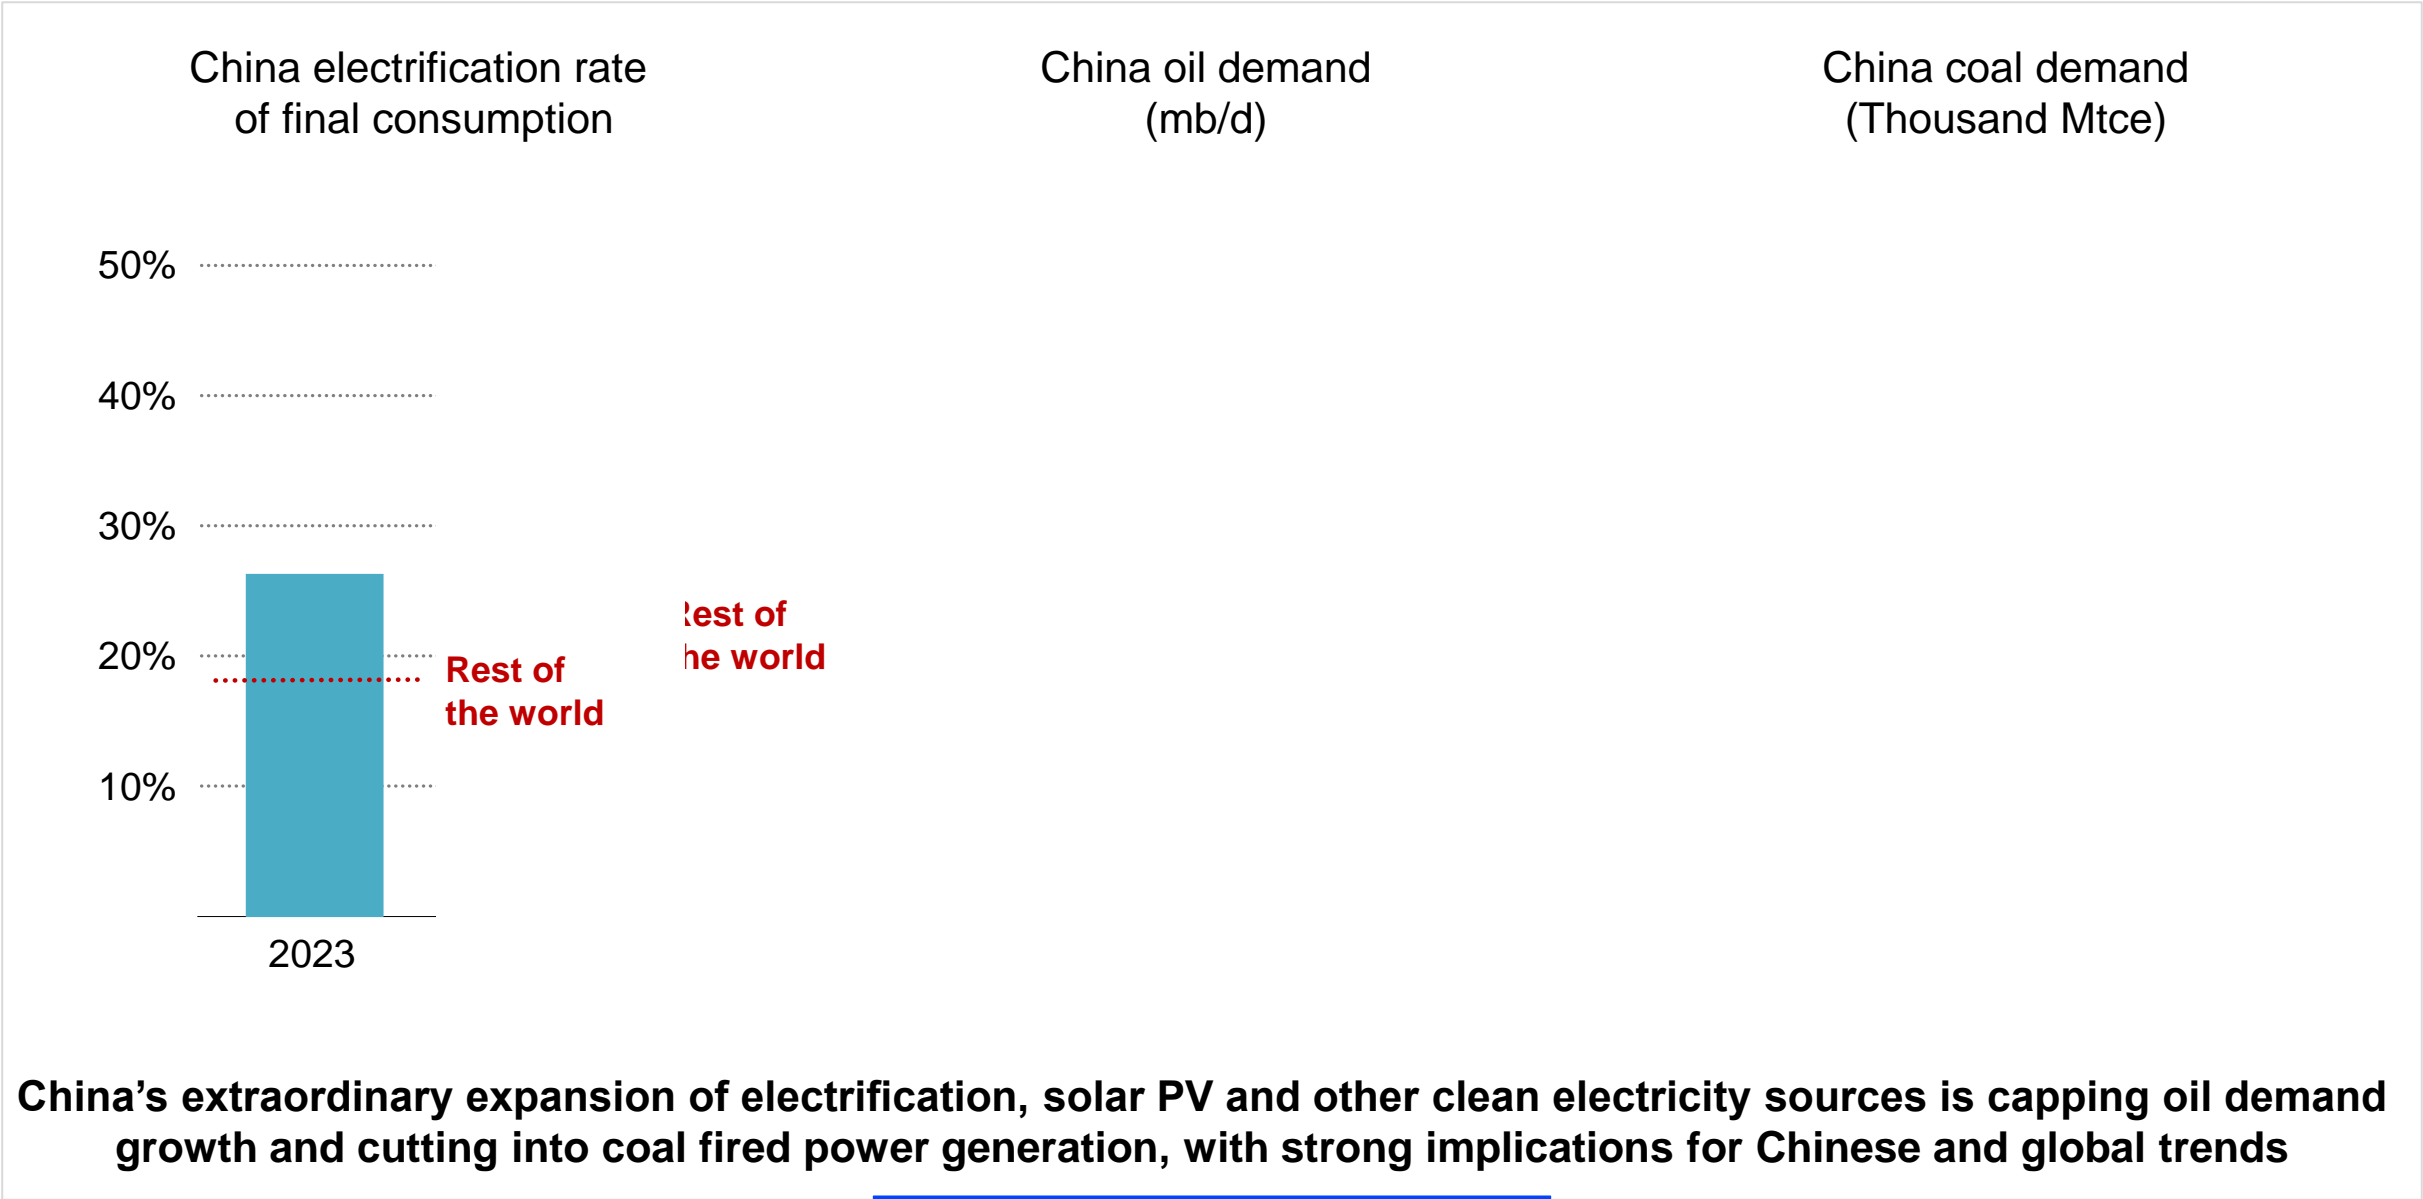 China electrification rate
of final consumption
China oil demand
(mb/d)
China coal demand
(Thousand Mtce)
50%
40%
30%
20%
10%
Rest of
the world
est of
he world
2023
China’s extraordinary expansion of electrification, solar PV and other clean electricity sources is capping oil demand
growth and cutting into coal fired power generation, with strong implications for Chinese and global trends